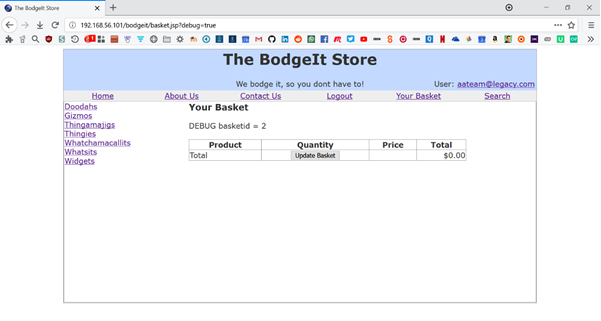 The BodgeIt Store
192.168.56.101/bodgeit/basket.jsp?debug=true
The BodgeIt Store
We bodge it, so you dont have to!
User: aateam@legacy.com
Home
About Us
Contact Us
Logout
Your Basket
Search
Doodahs
Gizmos
Thingamajigs
Thingies
Whatchamacallits
Whatsits
Widgets
Your Basket
DEBUG basketid = 2
Product Quantity Price Total
Total Update Basket $0.00